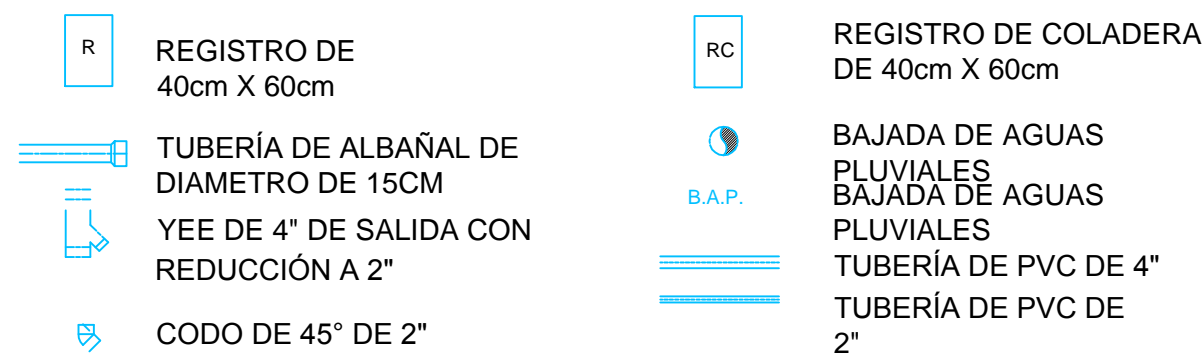 R
REGISTRO DE
40cm X 60cm
TUBERÍA DE ALBAÑAL DE
DIAMETRO DE 15CM
YEE DE 4" DE SALIDA CON
REDUCCIÓN A 2"
CODO DE 45° DE 2"
RC
REGISTRO DE COLADERA
DE 40cm X 60cm
BAJADA DE AGUAS
PLUVIALES
B.A.P.
BAJADA DE AGUAS
PLUVIALES
TUBERÍA DE PVC DE 4"
TUBERÍA DE PVC DE
2"